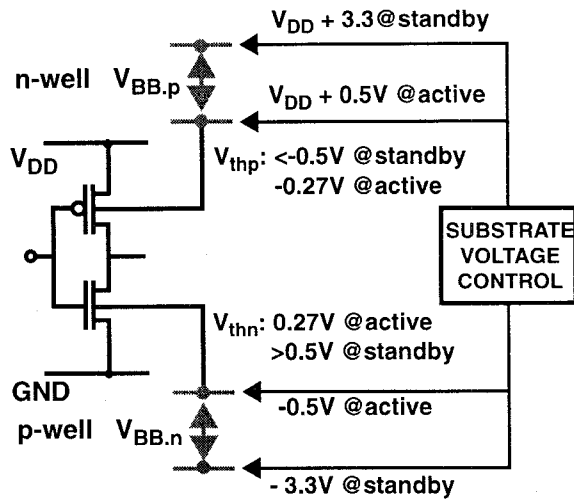 V_DD + 3.3@standby
n-well V_BB.p
V_DD + 0.5V @active
V_DD
V_thp: <-0.5V @standby
-0.27V @active
SUBSTRATE
VOLTAGE
CONTROL
V_thn: 0.27V @active
>0.5V @standby
GND
-0.5V @active
p-well V_BB.n
- 3.3V @standby